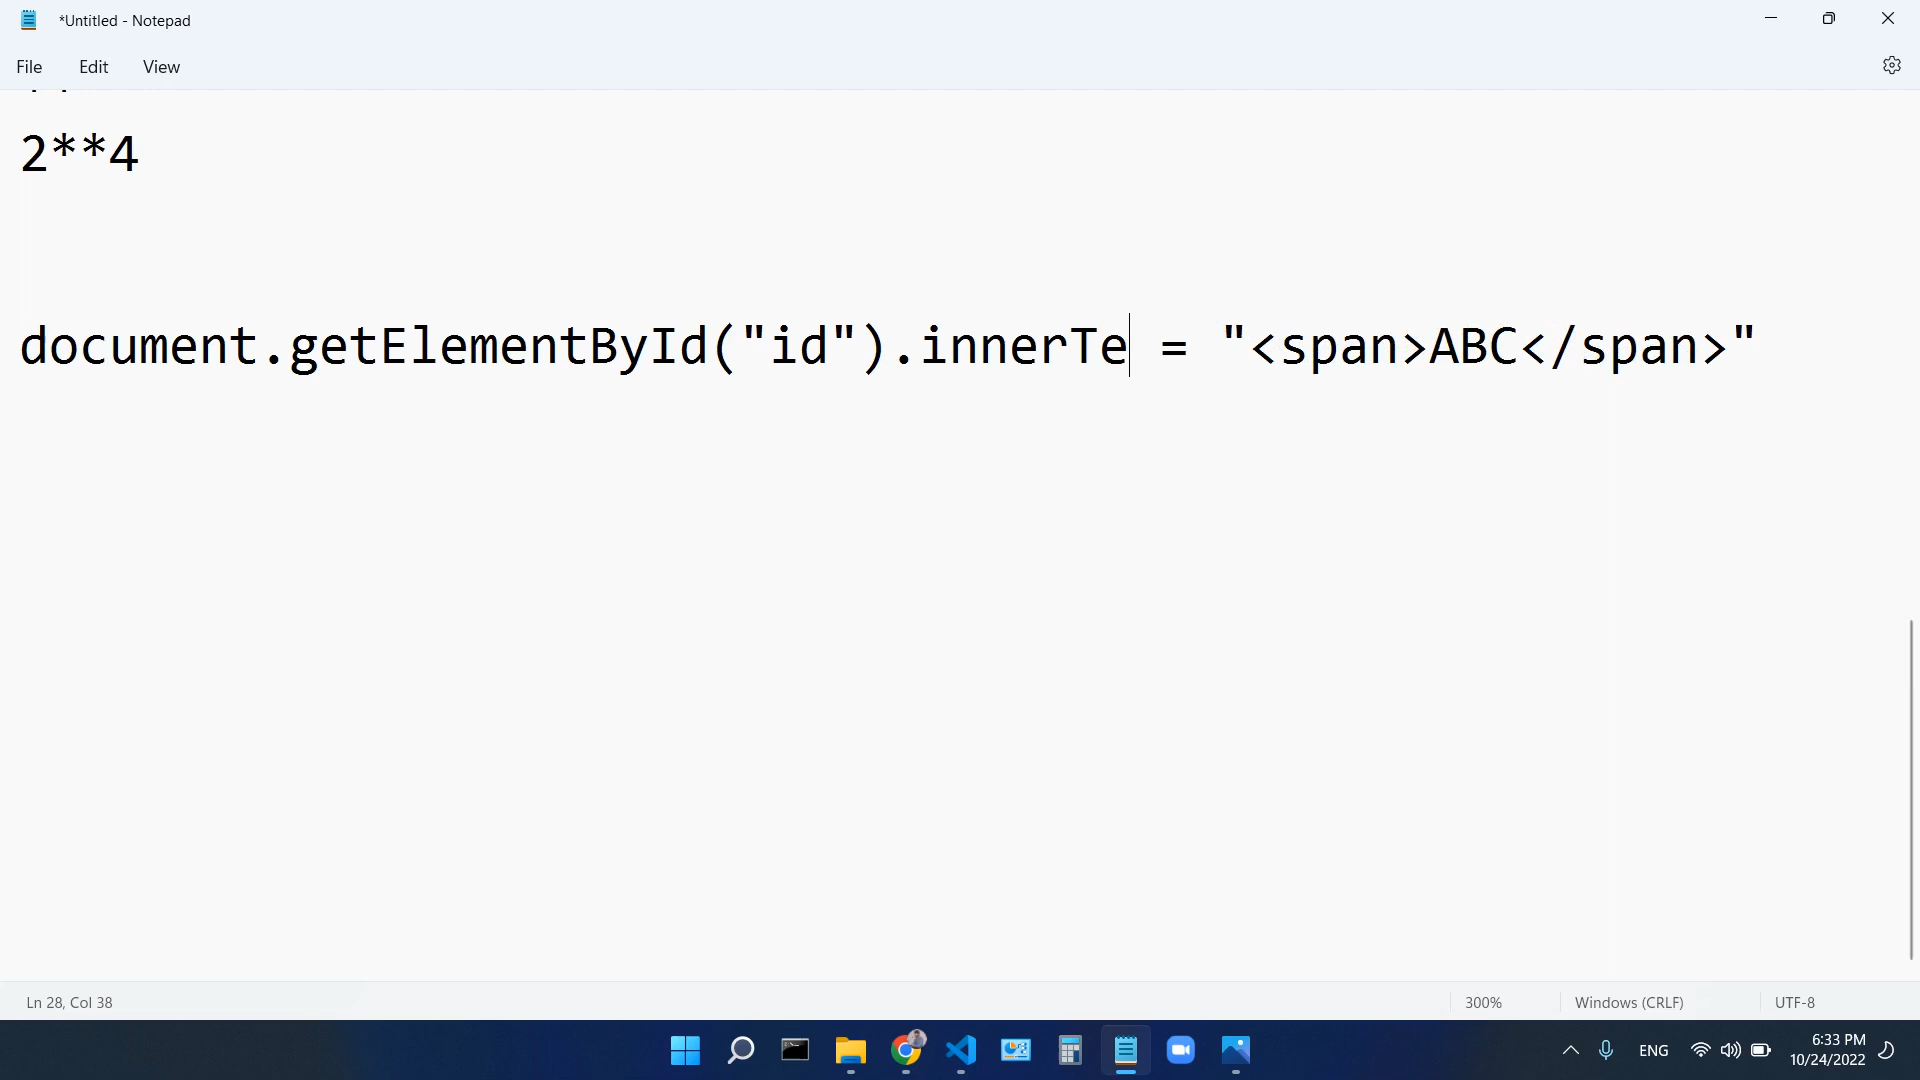 *Untitled - Notepad
File Edit View
2**4
document.getElementById("id").innerTe = "<span>ABC</span>"
Ln 28, Col 38 300% Windows (CRLF) UTF-8
ENG 6:33 PM
10/24/2022